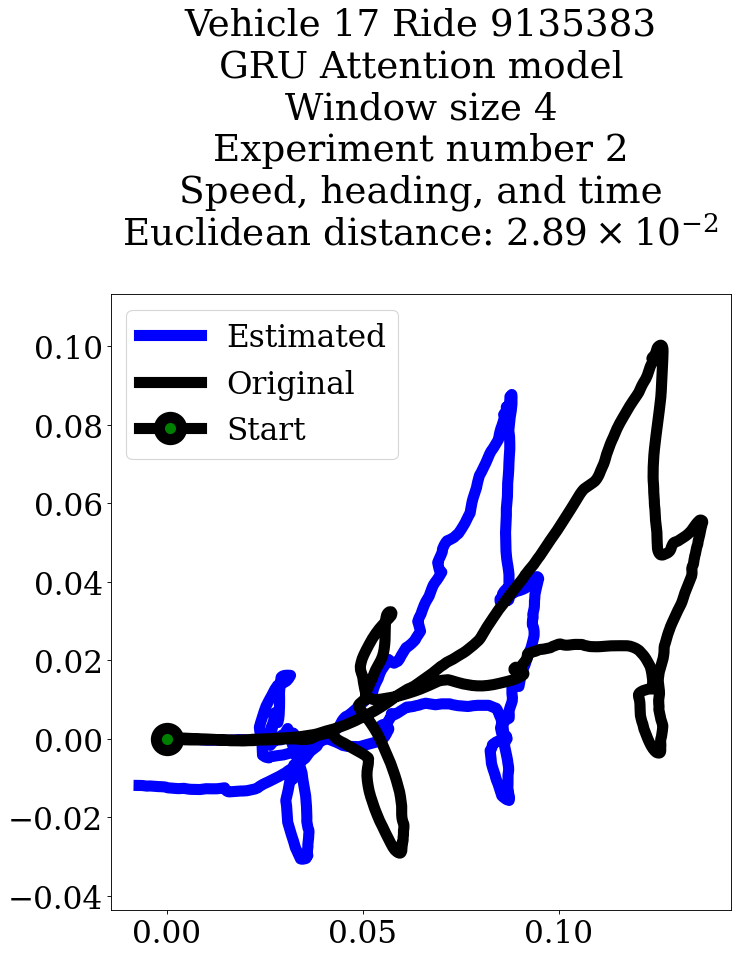 Vehicle 17 Ride 9135383
GRU Attention model
Window size 4
Experiment number 2
Speed, heading, and time
Euclidean distance: 2.89 × 10⁻²
Estimated
Original
Start
0.10
0.08
0.06
0.04
0.02
0.00
−0.02
−0.04
0.00 0.05 0.10